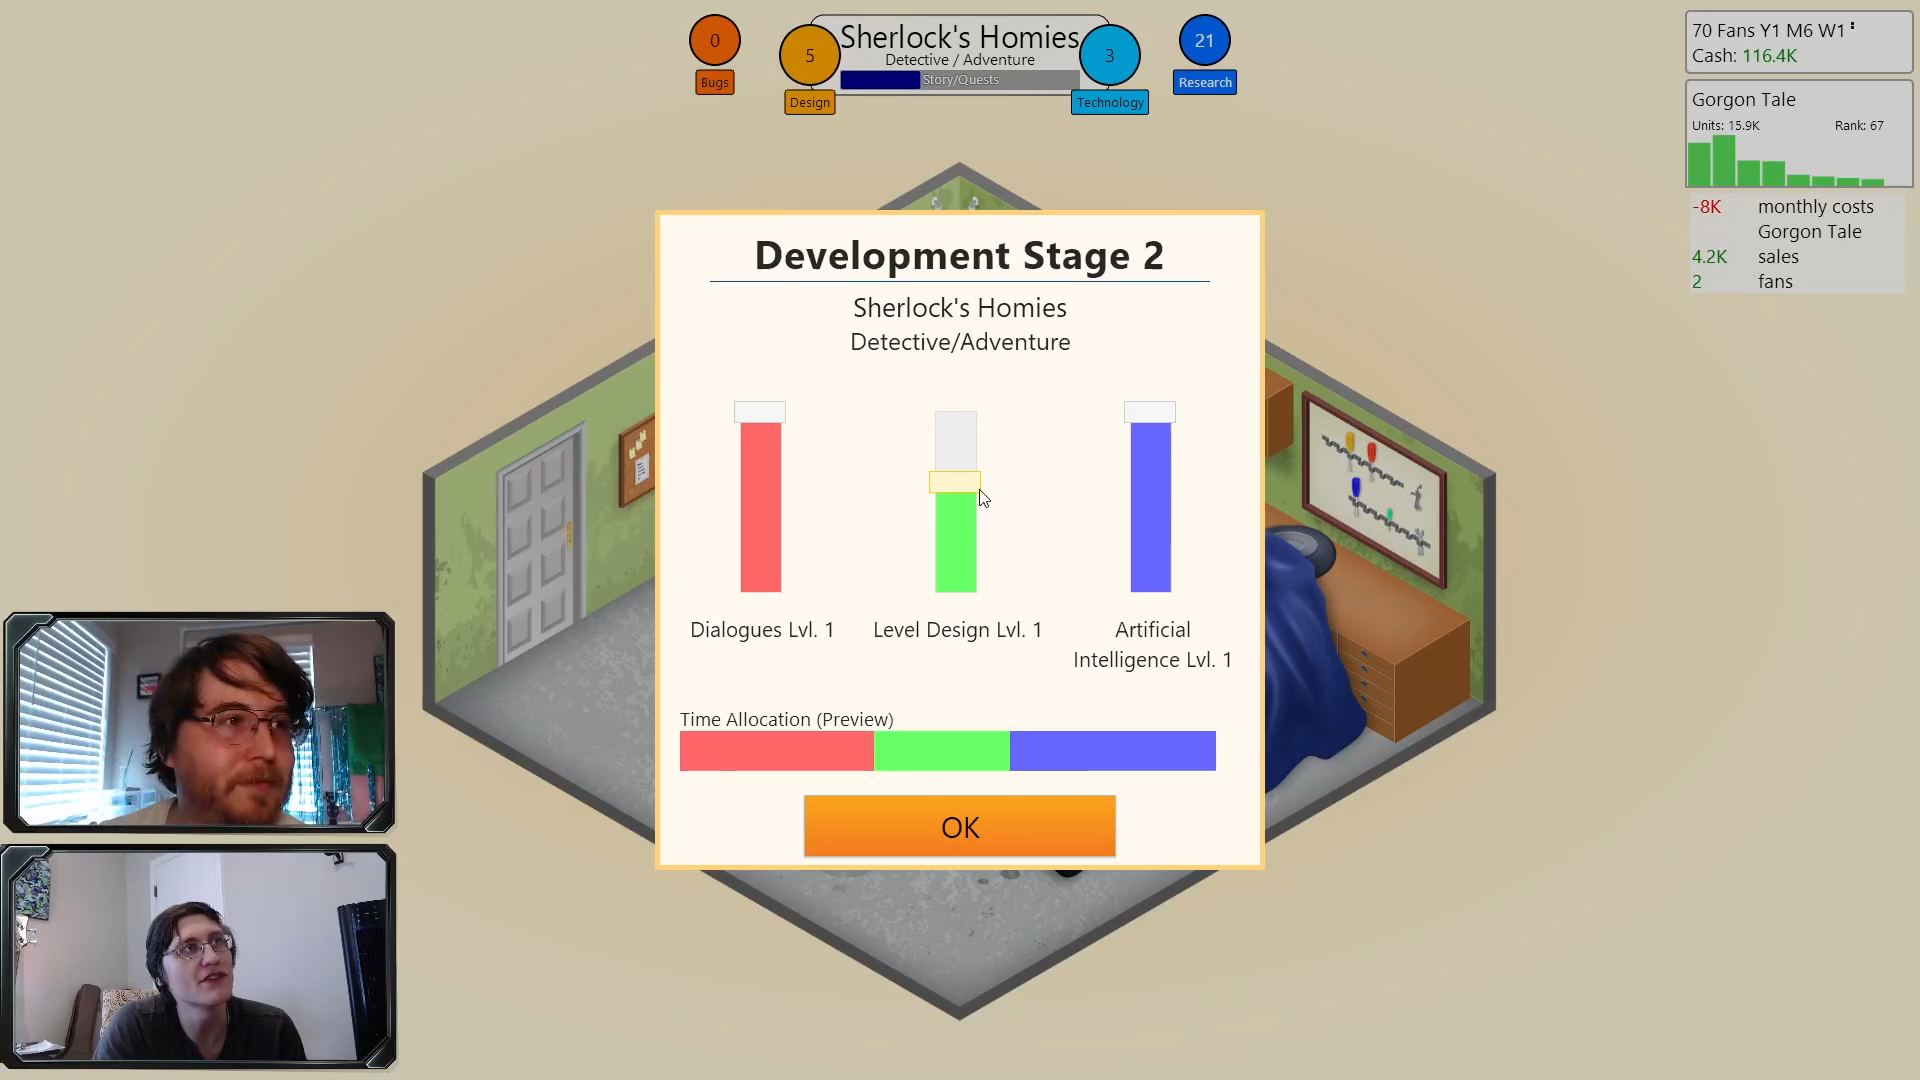 0
Bugs
5
Design
Sherlock's Homies
Detective / Adventure
Story/Quests
3
Technology
21
Research
70 Fans Y1 M6 W1
Cash: 116.4K
Gorgon Tale
Units: 15.9K Rank: 67
-8K monthly costs
Gorgon Tale
4.2K sales
2 fans
Development Stage 2
Sherlock's Homies
Detective/Adventure
Dialogues Lvl. 1
Level Design Lvl. 1
Artificial
Intelligence Lvl. 1
Time Allocation (Preview)
OK